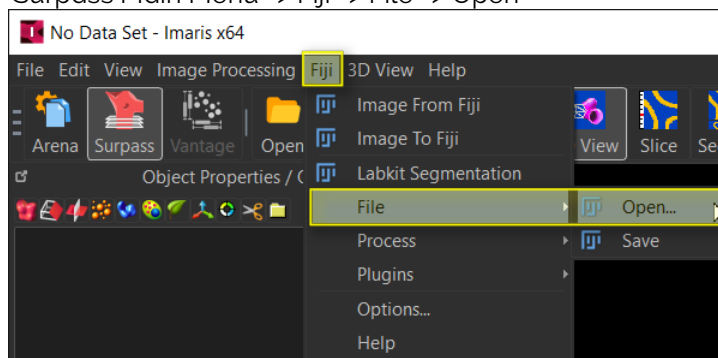 Surpass Main Menu -> Fiji -> File -> Open
No Data Set - Imaris x64
File Edit View Image Processing Fiji 3D View Help
Image From Fiji
Image To Fiji
Arena Surpass Vantage Open
View Slice
Object Properties /
Labkit Segmentation
File
Open...
Process
Save
Plugins
Options...
Help